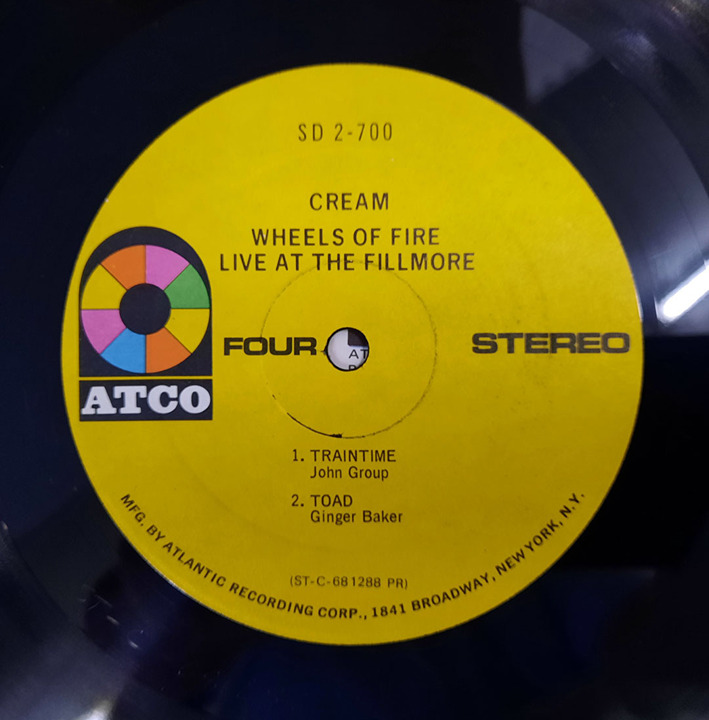 SD 2-700
CREAM
WHEELS OF FIRE
LIVE AT THE FILLMORE
ATCO
FOUR
STEREO
AT
1. TRAINTIME
John Group
2. TOAD
Ginger Baker
(ST-C-681288 PR)
MFG. BY ATLANTIC RECORDING CORP., 1841 BROADWAY, NEW YORK, N.Y.